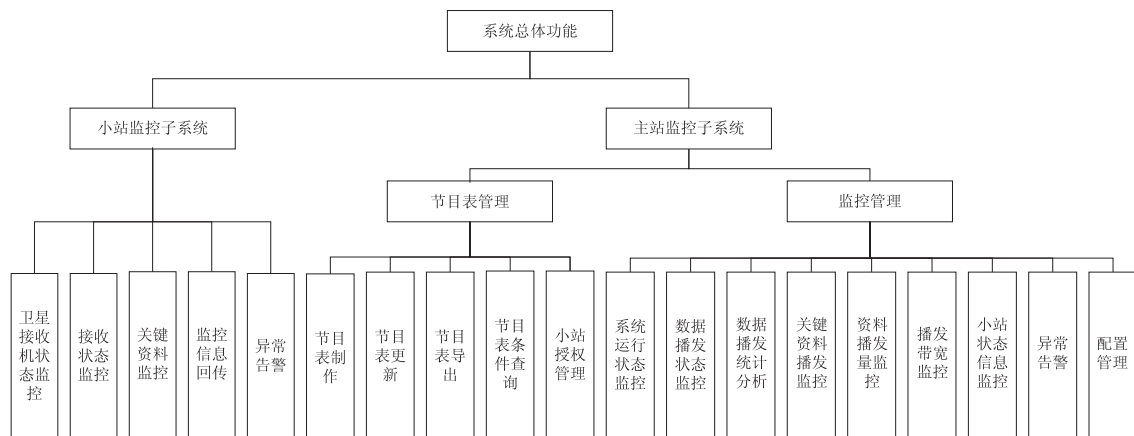 系统总体功能
小站监控子系统
主站监控子系统
节目表管理
监控管理
卫星
接收
机状
态监
控
接收
状态
监控
关键
资料
监控
监控
信息
回传
异常
告警
节目
表制
作
节目
表更
新
节目
表导
出
节目
表条
件查
询
小站
授权
管理
系统
运行
状态
监控
数据
播发
状态
监控
数据
播发
统计
分析
关键
资料
播发
监控
资料
播发
量监
控
播发
带宽
监控
小站
状态
信息
监控
异常
告警
配置
管理